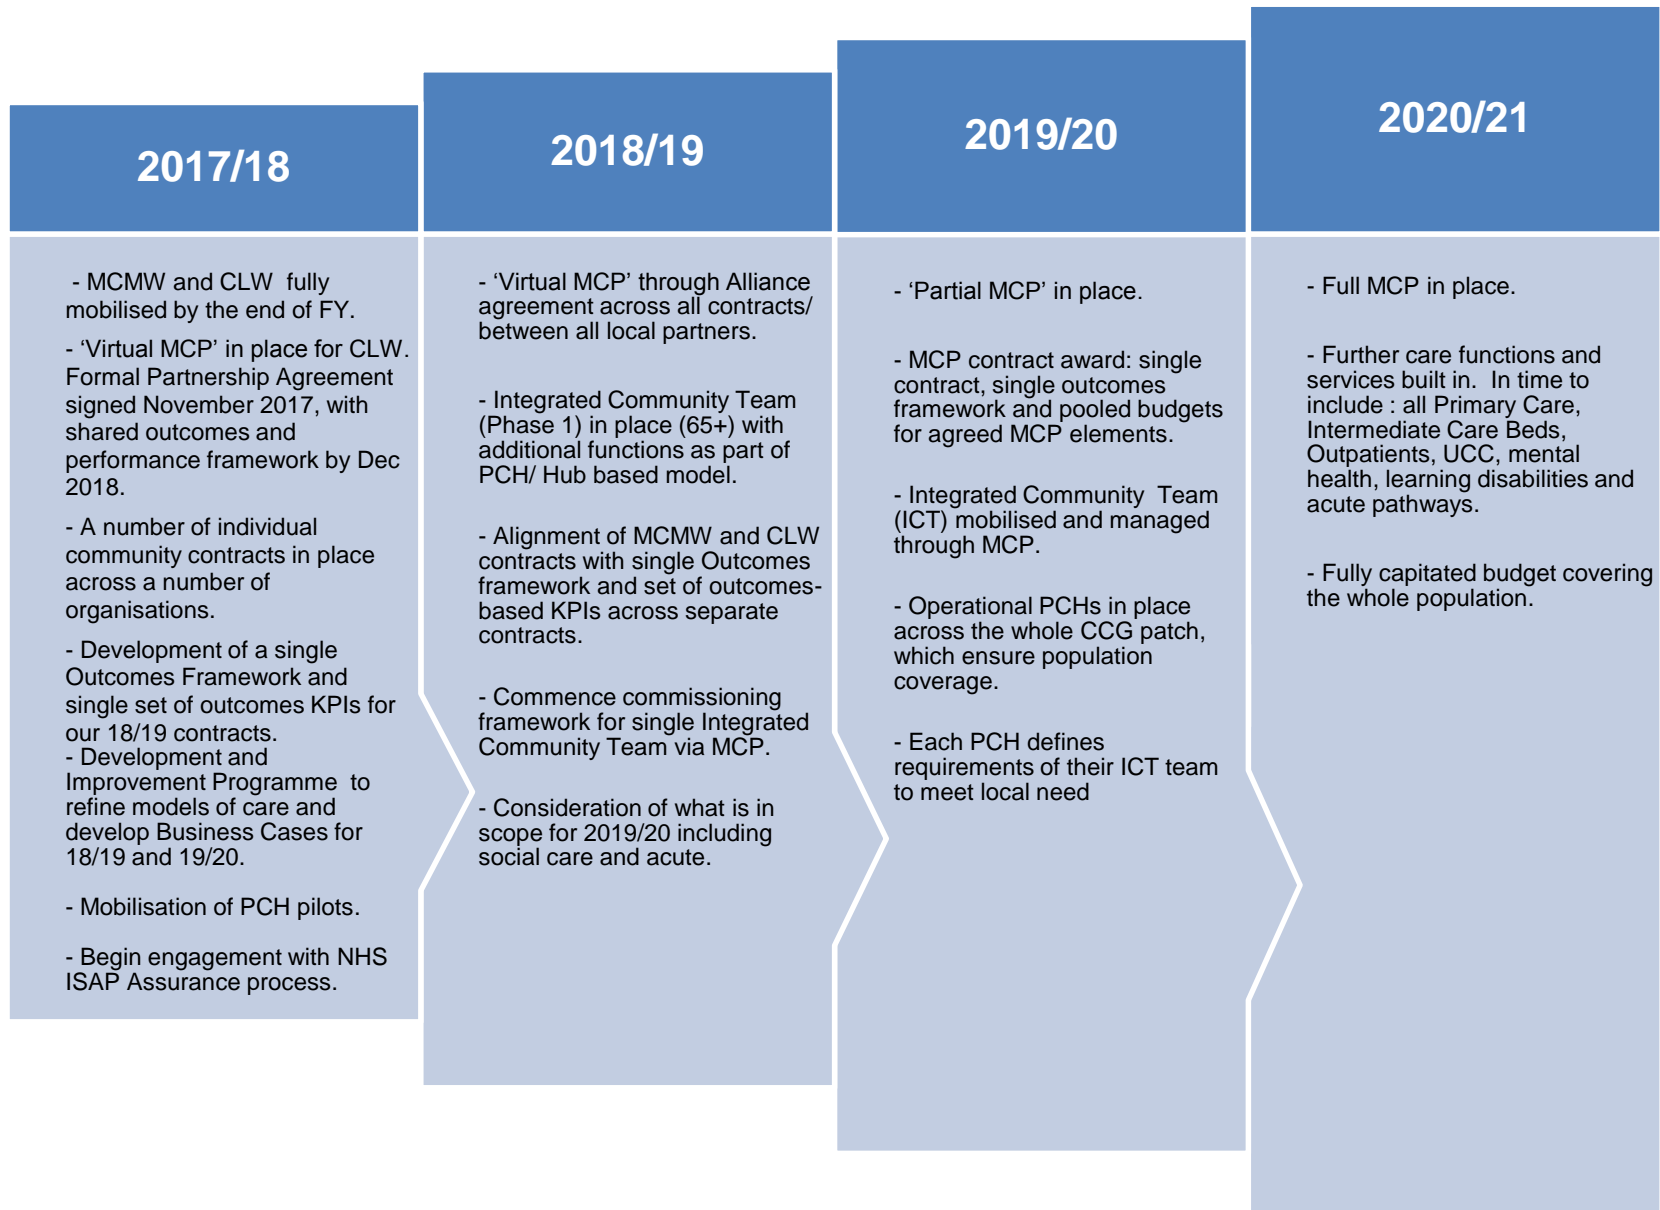 2017/18
- MCMW and CLW  fully
mobilised by the end of FY.
- ‘Virtual MCP’ in place for CLW.
Formal Partnership Agreement
signed November 2017, with
shared outcomes and
performance framework by Dec
2018.
- A number of individual
community contracts in place
across a number of
organisations.
- Development of a single
Outcomes Framework and
single set of outcomes KPIs for
our 18/19 contracts.
- Development and
Improvement Programme  to
refine models of care and
develop Business Cases for
18/19 and 19/20.
- Mobilisation of PCH pilots.
- Begin engagement with NHS
ISAP Assurance process.
2018/19
- ‘Virtual MCP’ through Alliance
agreement across all contracts/
between all local partners.
- Integrated Community Team
(Phase 1) in place (65+) with
additional functions as part of
PCH/ Hub based model.
- Alignment of MCMW and CLW
contracts with single Outcomes
framework and set of outcomes-
based KPIs across separate
contracts.
- Commence commissioning
framework for single Integrated
Community Team via MCP.
- Consideration of what is in
scope for 2019/20 including
social care and acute.
2019/20
- ‘Partial MCP’ in place.
- MCP contract award: single
contract, single outcomes
framework and pooled budgets
for agreed MCP elements.
- Integrated Community  Team
(ICT) mobilised and managed
through MCP.
- Operational PCHs in place
across the whole CCG patch,
which ensure population
coverage.
- Each PCH defines
requirements of their ICT team
to meet local need
2020/21
- Full MCP in place.
- Further care functions and
services built in.  In time to
include : all Primary Care,
Intermediate Care Beds,
Outpatients, UCC, mental
health, learning disabilities and
acute pathways.
- Fully capitated budget covering
the whole population.